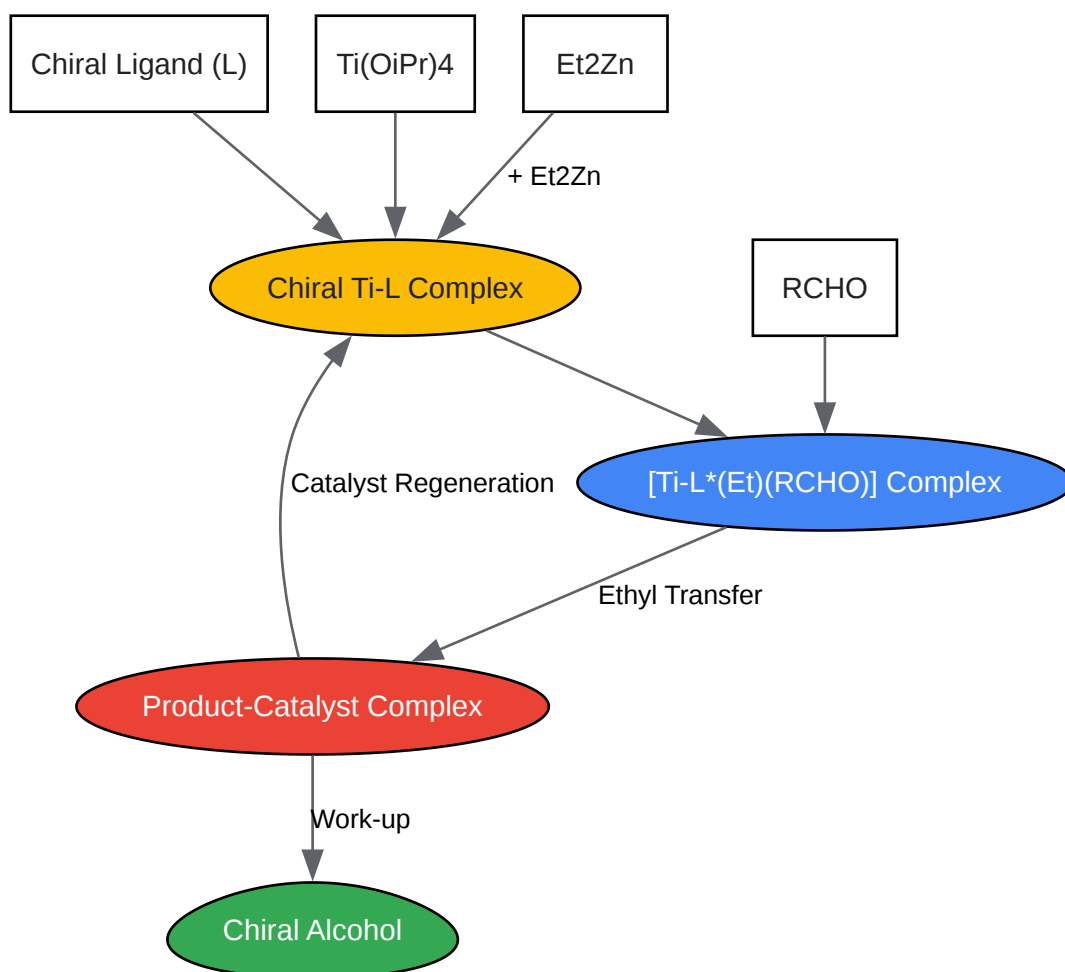 Chiral Ligand (L)
Ti(OiPr)4
Et2Zn
+ Et2Zn
Chiral Ti-L Complex
RCHO
Catalyst Regeneration
[Ti-L*(Et)(RCHO)] Complex
Ethyl Transfer
Product-Catalyst Complex
Work-up
Chiral Alcohol